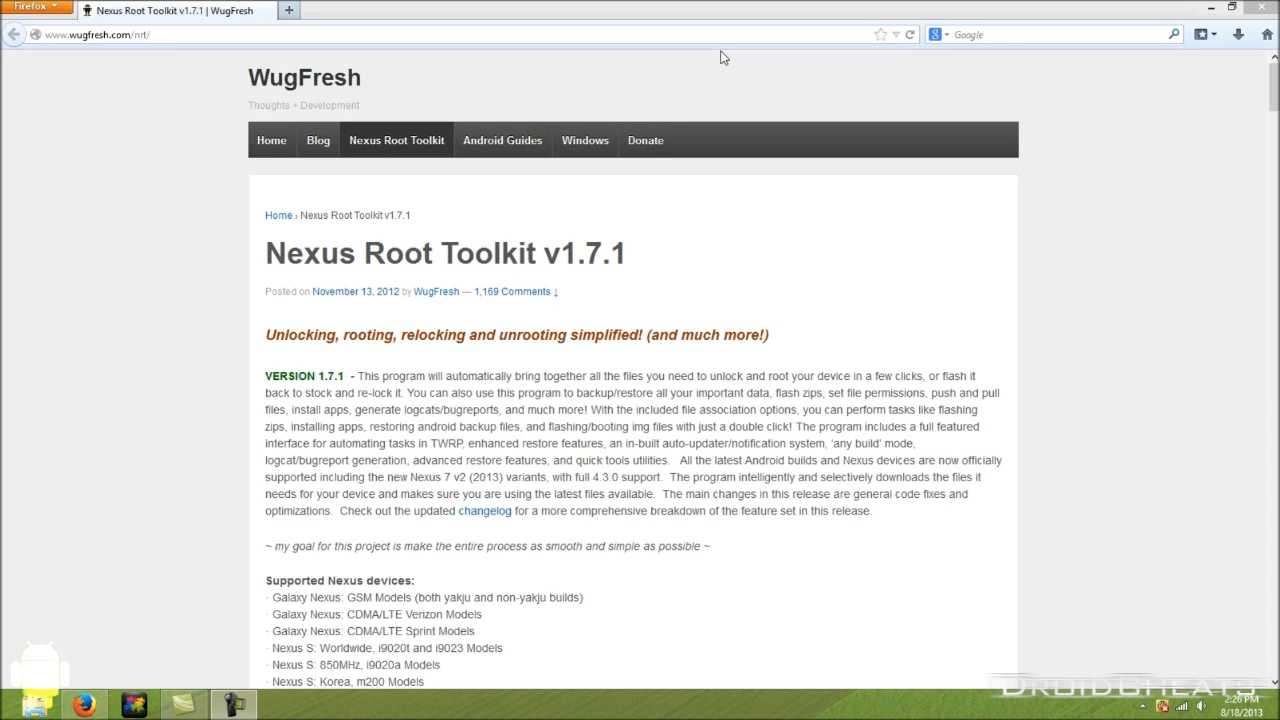 Firefox
Nexus Root Toolkit v1.7.1 | WugFresh
www.wugfresh.com/nrt/
Google
WugFresh
Thoughts + Development
Home Blog Nexus Root Toolkit Android Guides Windows Donate
Home › Nexus Root Toolkit v1.7.1
Nexus Root Toolkit v1.7.1
Posted on November 13, 2012 by WugFresh — 1,169 Comments ↓
Unlocking, rooting, relocking and unrooting simplified! (and much more!)
VERSION 1.7.1 - This program will automatically bring together all the files you need to unlock and root your device in a few clicks, or flash it
back to stock and re-lock it. You can also use this program to backup/restore all your important data, flash zips, set file permissions, push and pull
files, install apps, generate logcats/bugreports, and much more! With the included file association options, you can perform tasks like flashing
zips, installing apps, restoring android backup files, and flashing/booting img files with just a double click! The program includes a full featured
interface for automating tasks in TWRP, enhanced restore features, an in-built auto-updater/notification system, ‘any build’ mode,
logcat/bugreport generation, advanced restore features, and quick tools utilities. All the latest Android builds and Nexus devices are now officially
supported including the new Nexus 7 v2 (2013) variants, with full 4.3.0 support. The program intelligently and selectively downloads the files it
needs for your device and makes sure you are using the latest files available. The main changes in this release are general code fixes and
optimizations. Check out the updated changelog for a more comprehensive breakdown of the feature set in this release.
~ my goal for this project is make the entire process as smooth and simple as possible ~
Supported Nexus devices:
· Galaxy Nexus: GSM Models (both yakju and non-yakju builds)
· Galaxy Nexus: CDMA/LTE Verizon Models
· Galaxy Nexus: CDMA/LTE Sprint Models
· Nexus S: Worldwide, i9020t and i9023 Models
· Nexus S: 850MHz, i9020a Models
· Nexus S: Korea, m200 Models
DROIDCHEATS
2:26 PM
8/18/2013